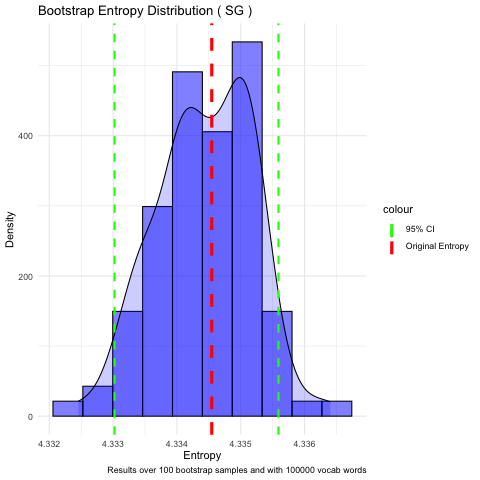 Bootstrap Entropy Distribution ( SG )
Density
400
200
0
4.332 4.333 4.334 4.335 4.336
Entropy
colour
95% CI
Original Entropy
Results over 100 bootstrap samples and with 100000 vocab words